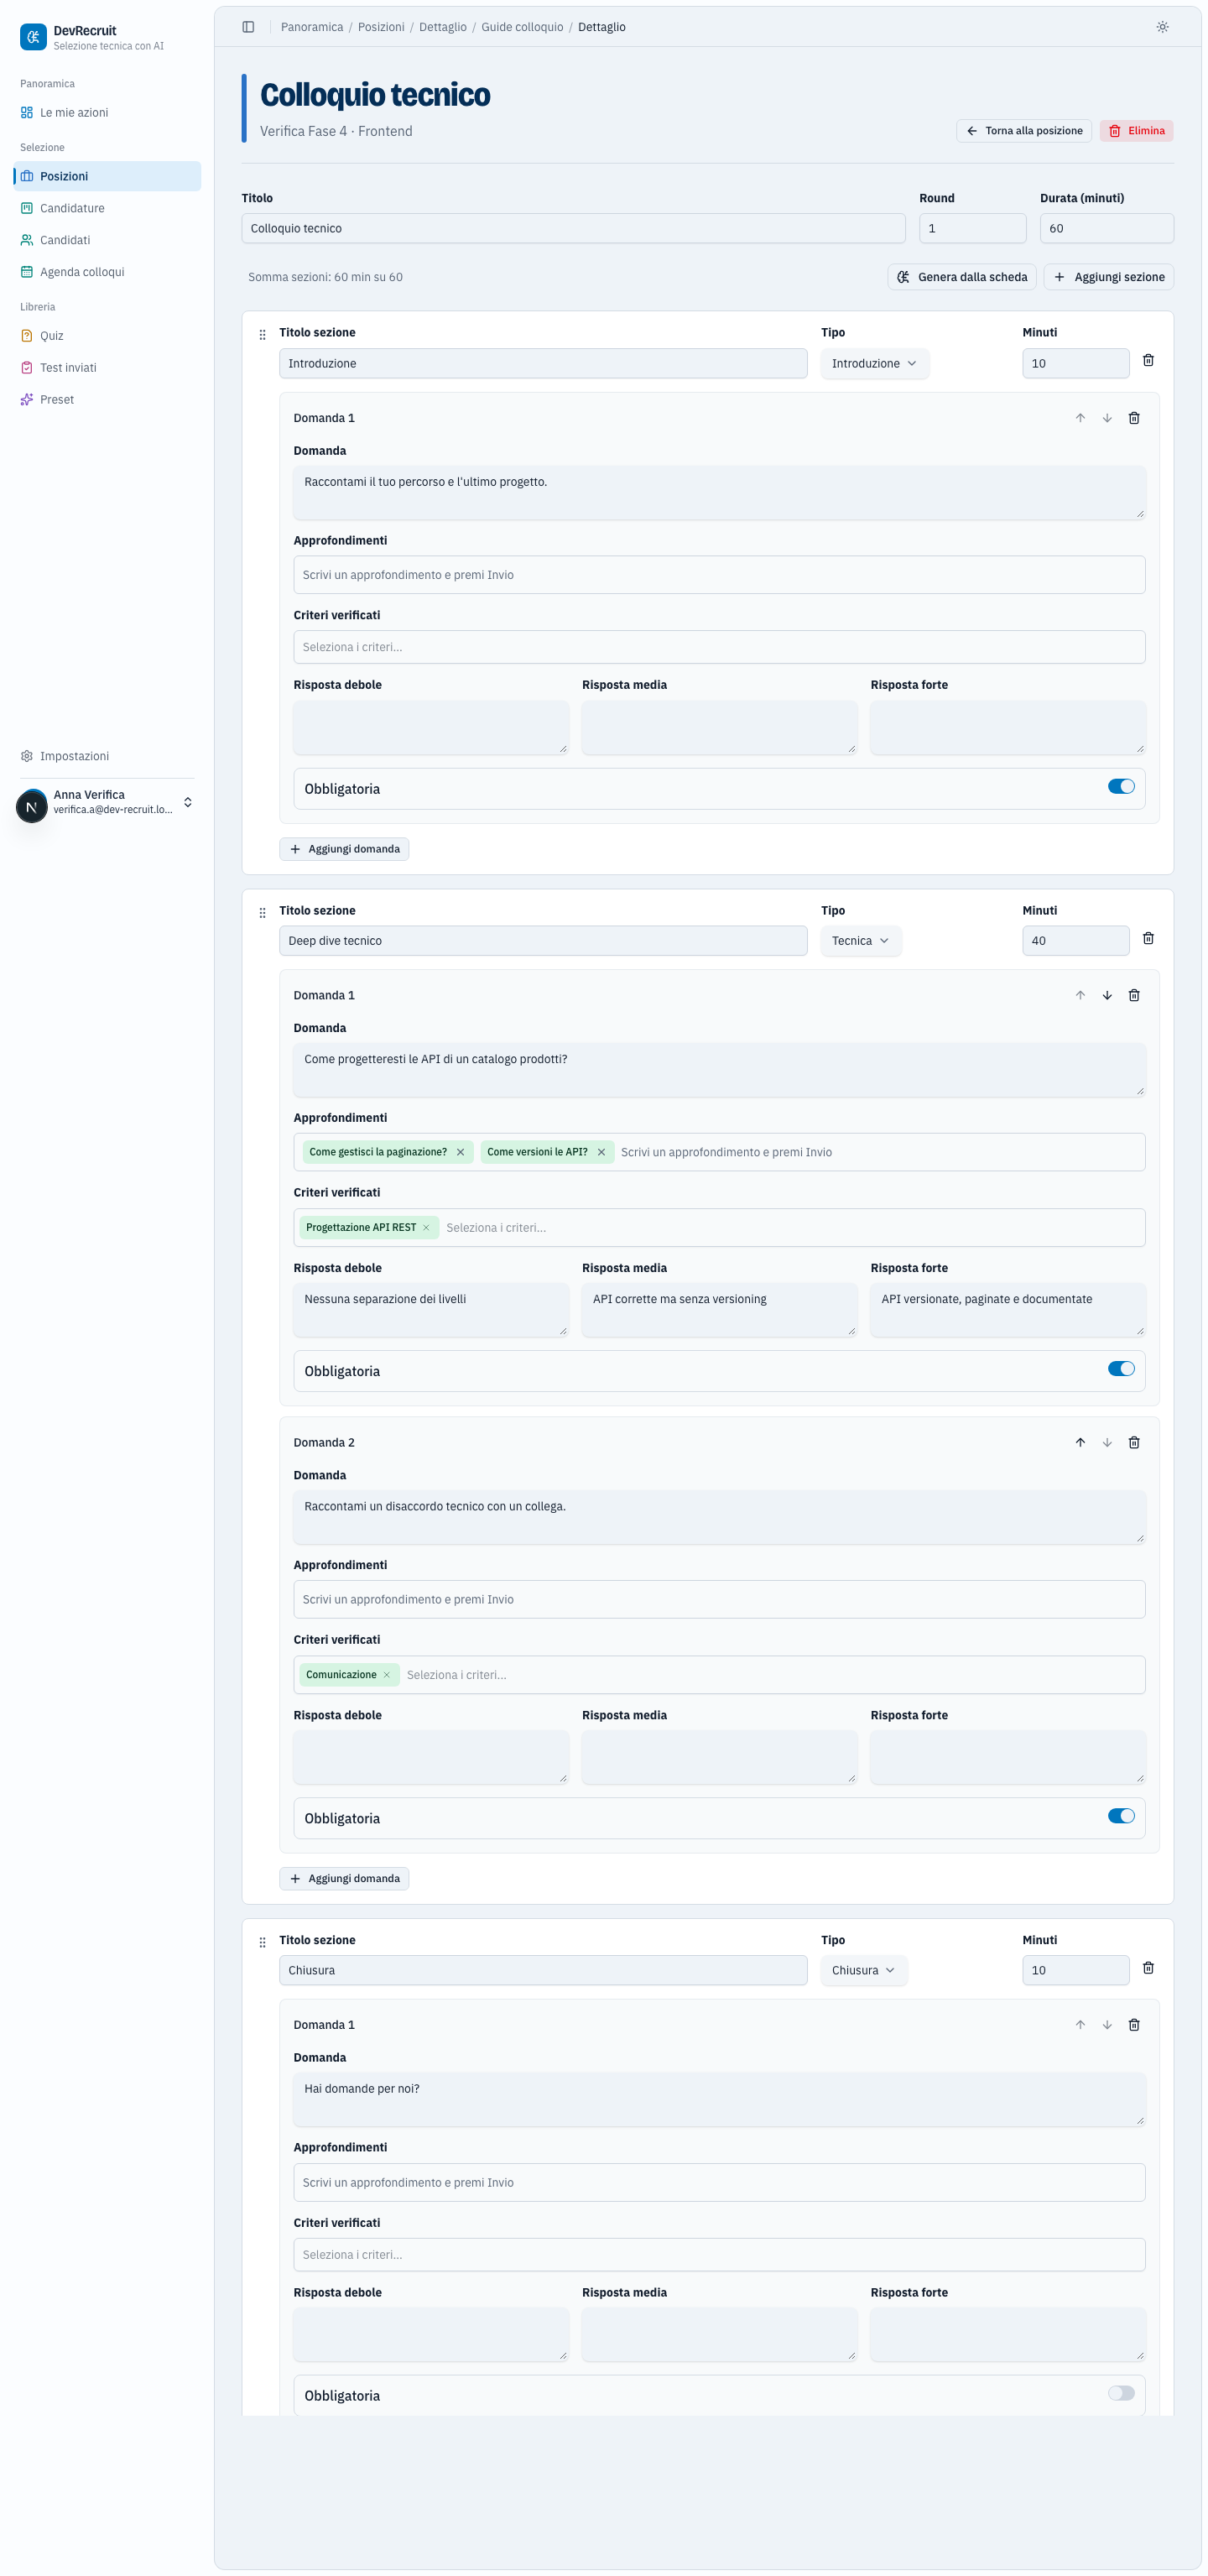 DevRecruit
Selezione tecnica con AI
Panoramica
Le mie azioni
Selezione
Posizioni
Candidature
Candidati
Agenda colloqui
Libreria
Quiz
Test inviati
Preset
Impostazioni
N
Anna Verifica
verifica.a@dev-recruit.lo...
Panoramica / Posizioni / Dettaglio / Guide colloquio / Dettaglio
Colloquio tecnico
Verifica Fase 4 · Frontend
Torna alla posizione
Elimina
Titolo Round Durata (minuti)
Colloquio tecnico 1 60
Somma sezioni: 60 min su 60
Genera dalla scheda
Aggiungi sezione
Titolo sezione Tipo Minuti
Introduzione Introduzione 10
Domanda 1
Domanda
Raccontami il tuo percorso e l'ultimo progetto.
Approfondimenti
Scrivi un approfondimento e premi Invio
Criteri verificati
Seleziona i criteri...
Risposta debole Risposta media Risposta forte
Obbligatoria
Aggiungi domanda
Titolo sezione Tipo Minuti
Deep dive tecnico Tecnica 40
Domanda 1
Domanda
Come progetteresti le API di un catalogo prodotti?
Approfondimenti
Come gestisci la paginazione? Come versioni le API? Scrivi un approfondimento e premi Invio
Criteri verificati
Progettazione API REST Seleziona i criteri...
Risposta debole Risposta media Risposta forte
Nessuna separazione dei livelli API corrette ma senza versioning API versionate, paginate e documentate
Obbligatoria
Domanda 2
Domanda
Raccontami un disaccordo tecnico con un collega.
Approfondimenti
Scrivi un approfondimento e premi Invio
Criteri verificati
Comunicazione Seleziona i criteri...
Risposta debole Risposta media Risposta forte
Obbligatoria
Aggiungi domanda
Titolo sezione Tipo Minuti
Chiusura Chiusura 10
Domanda 1
Domanda
Hai domande per noi?
Approfondimenti
Scrivi un approfondimento e premi Invio
Criteri verificati
Seleziona i criteri...
Risposta debole Risposta media Risposta forte
Obbligatoria